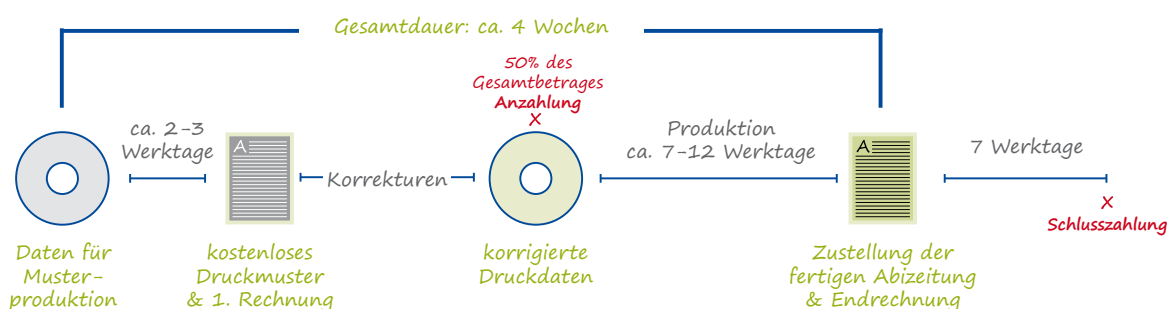 Gesamtdauer: ca. 4 Wochen
50% des
Gesamtbetrages
Anzahlung
X
ca. 2-3
Werktage
A
Korrekturen
Produktion
ca. 7-12 Werktage
A
7 Werktage
X
Schlusszahlung
Daten für
Muster-
produktion
kostenloses
Druckmuster
& 1. Rechnung
korrigierte
Druckdaten
Zustellung der
fertigen Abizeitung
& Endrechnung